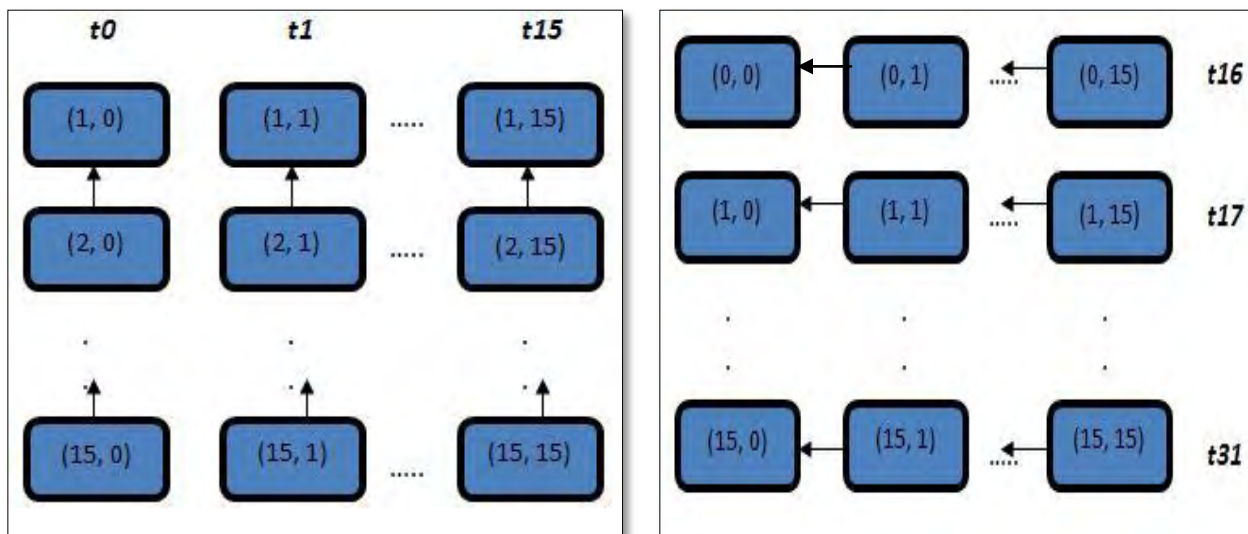 t0 t1 t15
(1, 0) (1, 1) ..... (1, 15)
(2, 0) (2, 1) ..... (2, 15)
. . .
. . .
(15, 0) (15, 1) ..... (15, 15)
(0, 0) (0, 1) ..... (0, 15) t16
(1, 0) (1, 1) ..... (1, 15) t17
. . .
. . .
(15, 0) (15, 1) ..... (15, 15) t31